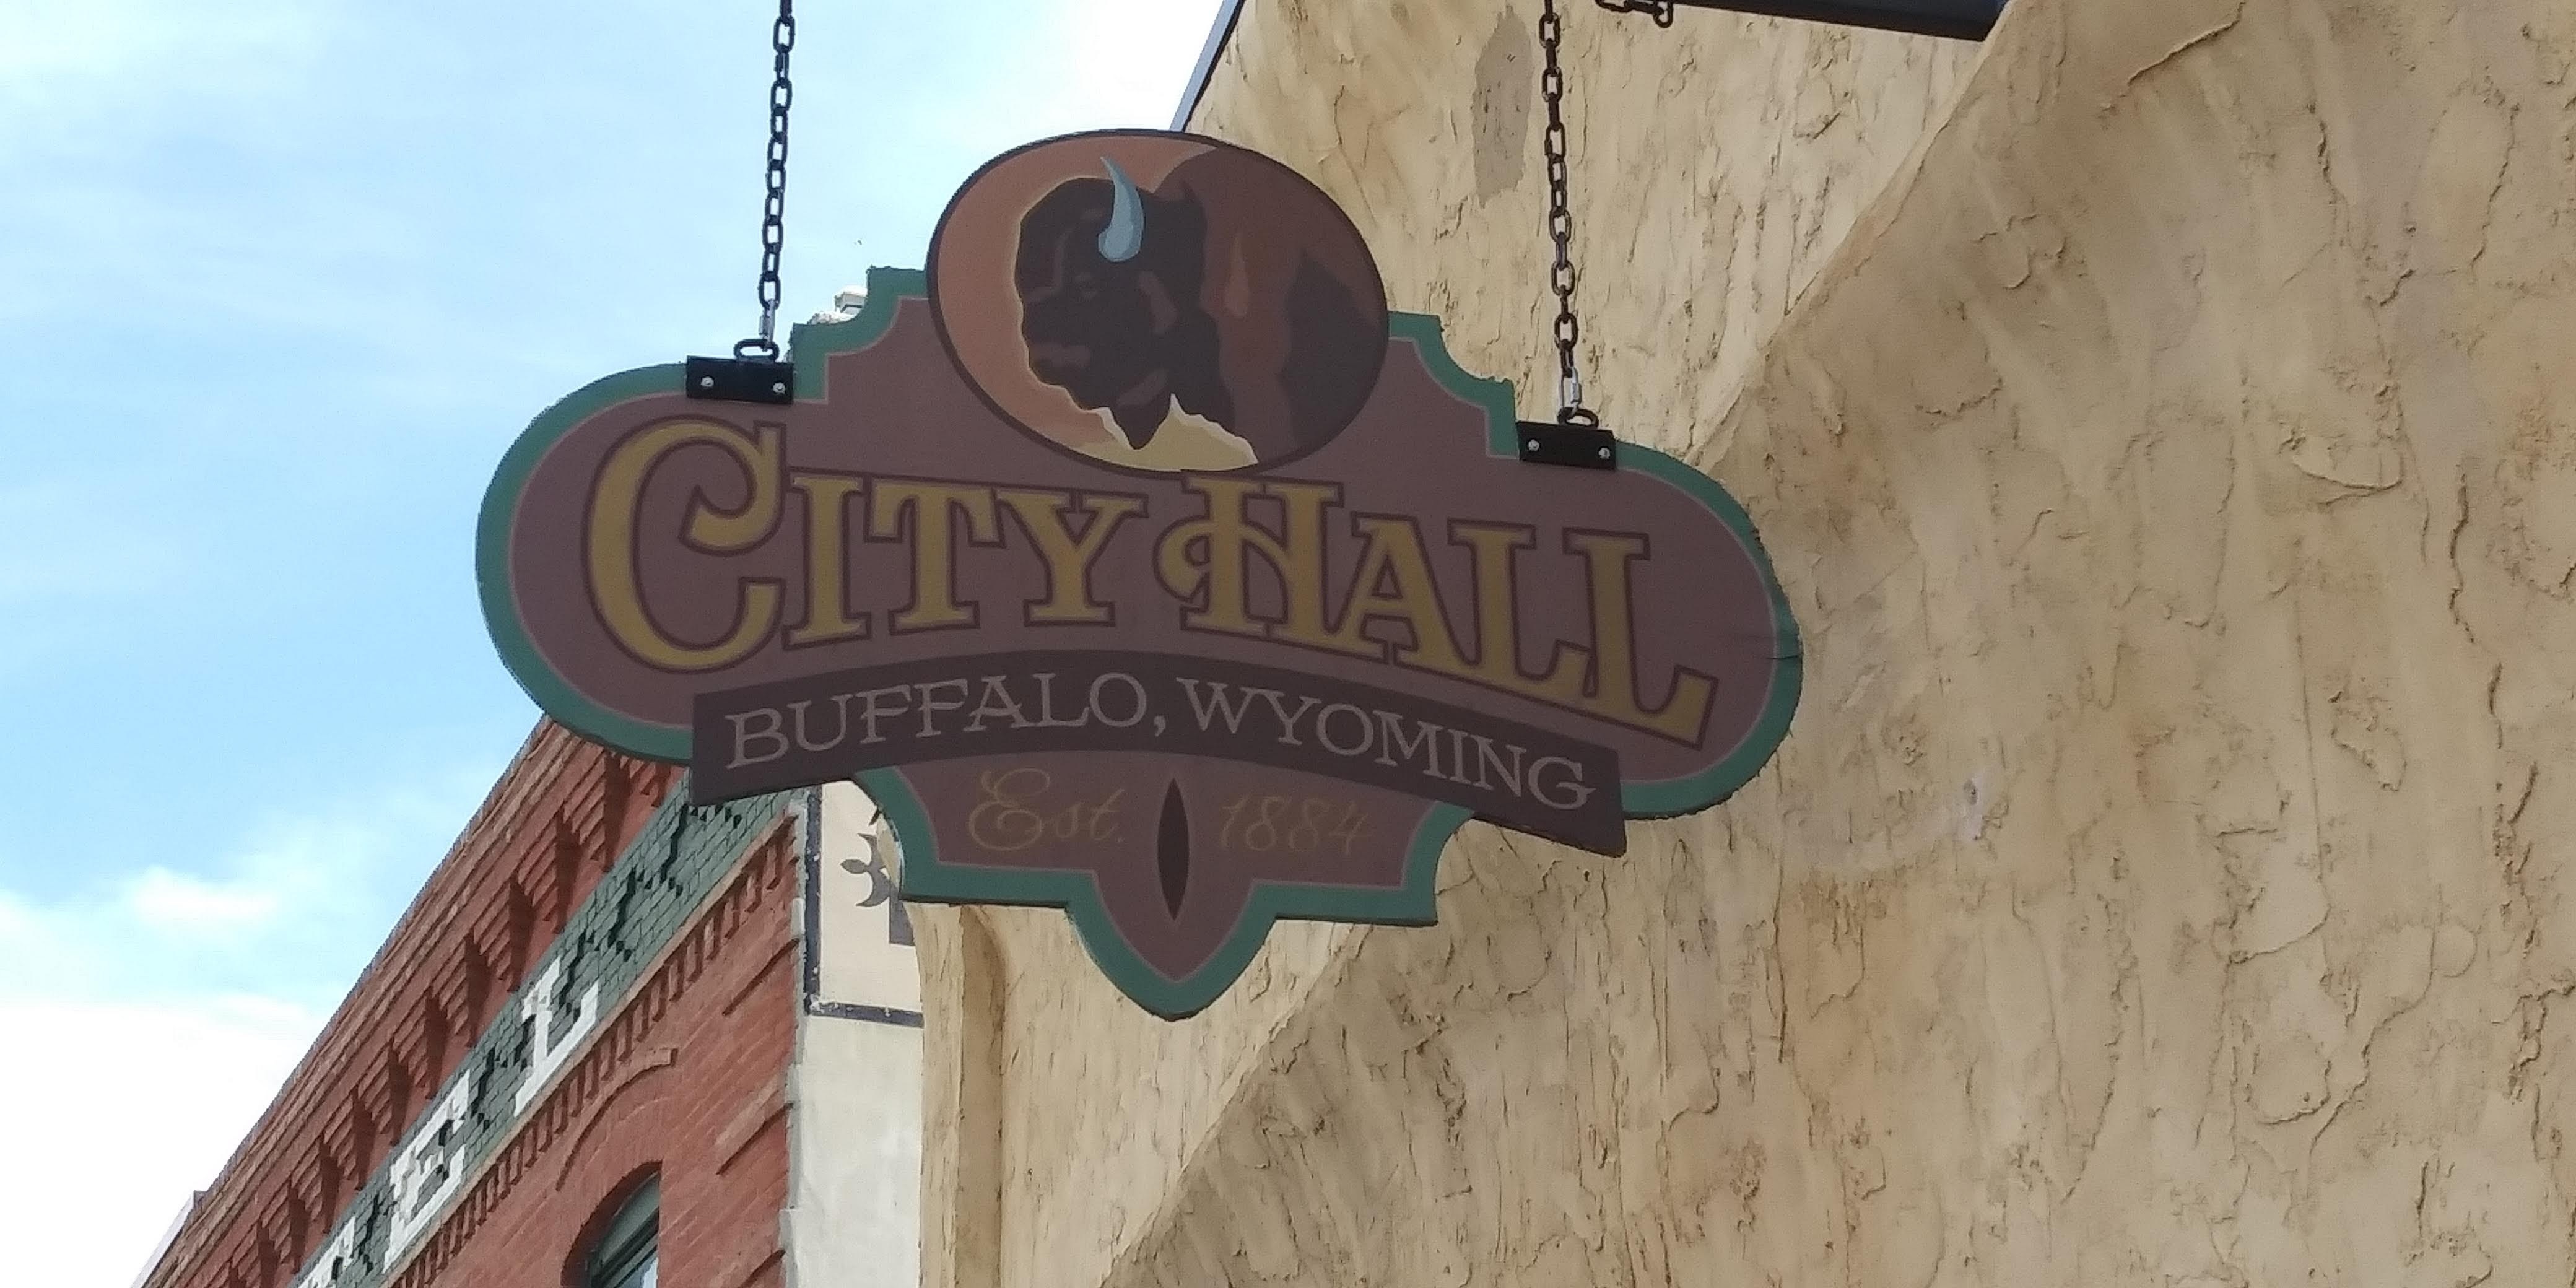 CITY HALL
BUFFALO, WYOMING
Est. 1884